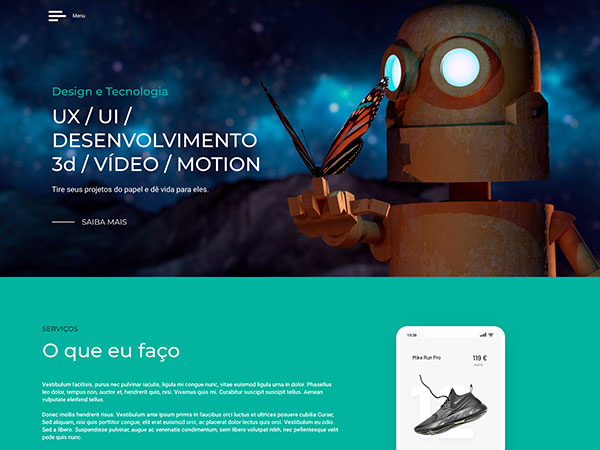 Menu
Design e Tecnologia
UX / UI /
DESENVOLVIMENTO
3d / VÍDEO / MOTION
Tire seus projetos do papel e dê vida para eles.
SAIBA MAIS
SERVIÇOS
O que eu faço
Vestibulum facilisis, purus nec pulvinar iaculis, ligula mi congue nunc, vitae euismod ligula urna in dolor. Phasellus
leo dolor, tempus non, auctor et, hendrerit quis, nisi. Vivamus quis mi. Curabitur suscipit suscipit tellus. Aenean
vulputate eleifend tellus.
Donec mollis hendrerit risus. Vestibulum ante ipsum primis in faucibus orci luctus et ultrices posuere cubilia Curae;
Sed aliquam, nisi quis porttitor congue, elit erat euismod orci, ac placerat dolor lectus quis orci. Vestibulum eu odio.
Sed a libero. Suspendisse pulvinar, augue ac venenatis condimentum, sem libero volutpat nibh, nec pellentesque velit
pede quis nunc.
Mike Run Pro
119 €
12